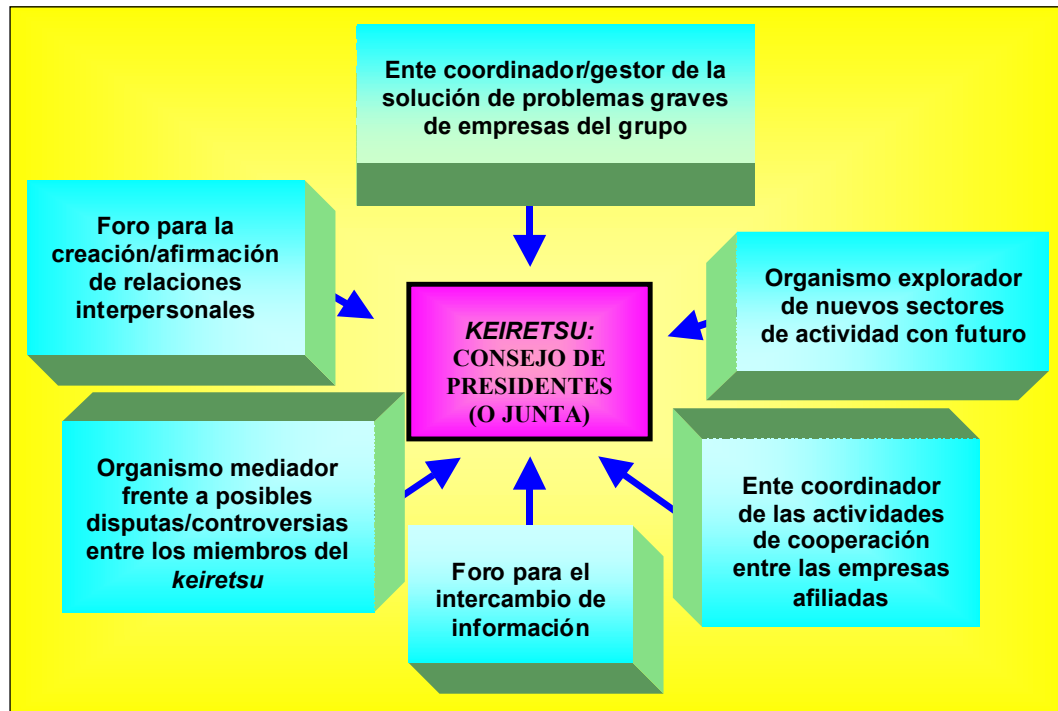 Ente coordinador/gestor de la
solución de problemas graves
de empresas del grupo
Foro para la
creación/afirmación
de relaciones
interpersonales
Organismo explorador
de nuevos sectores
de actividad con futuro
KEIRETSU:
CONSEJO DE
PRESIDENTES
(O JUNTA)
Organismo mediador
frente a posibles
disputas/controversias
entre los miembros del
keiretsu
Foro para el
intercambio de
información
Ente coordinador
de las actividades
de cooperación
entre las empresas
afiliadas